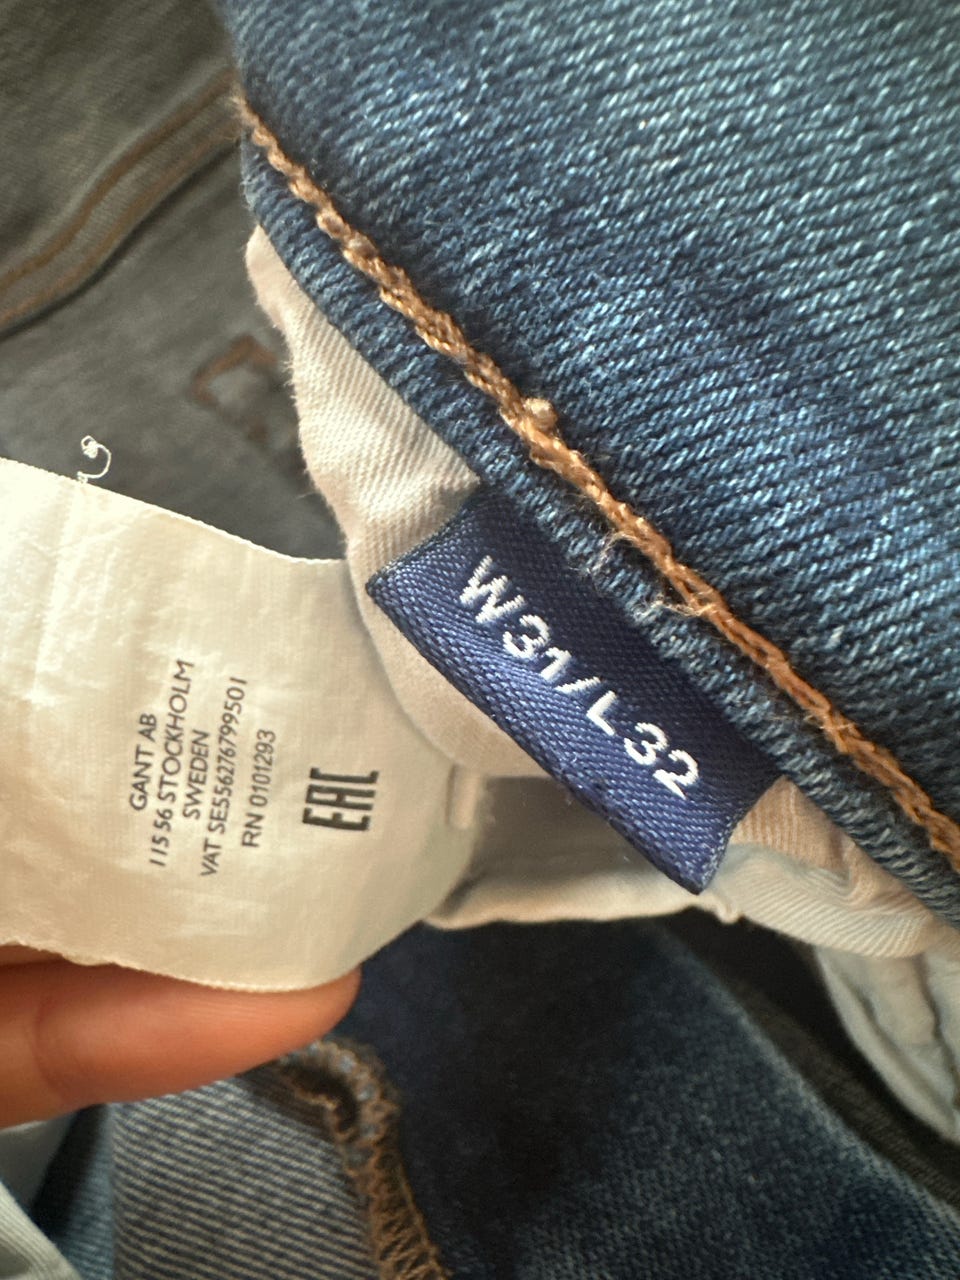 GANT AB
115 56 STOCKHOLM
SWEDEN
VAT SE556276799501
RN 0101293
EAC
W31/L32